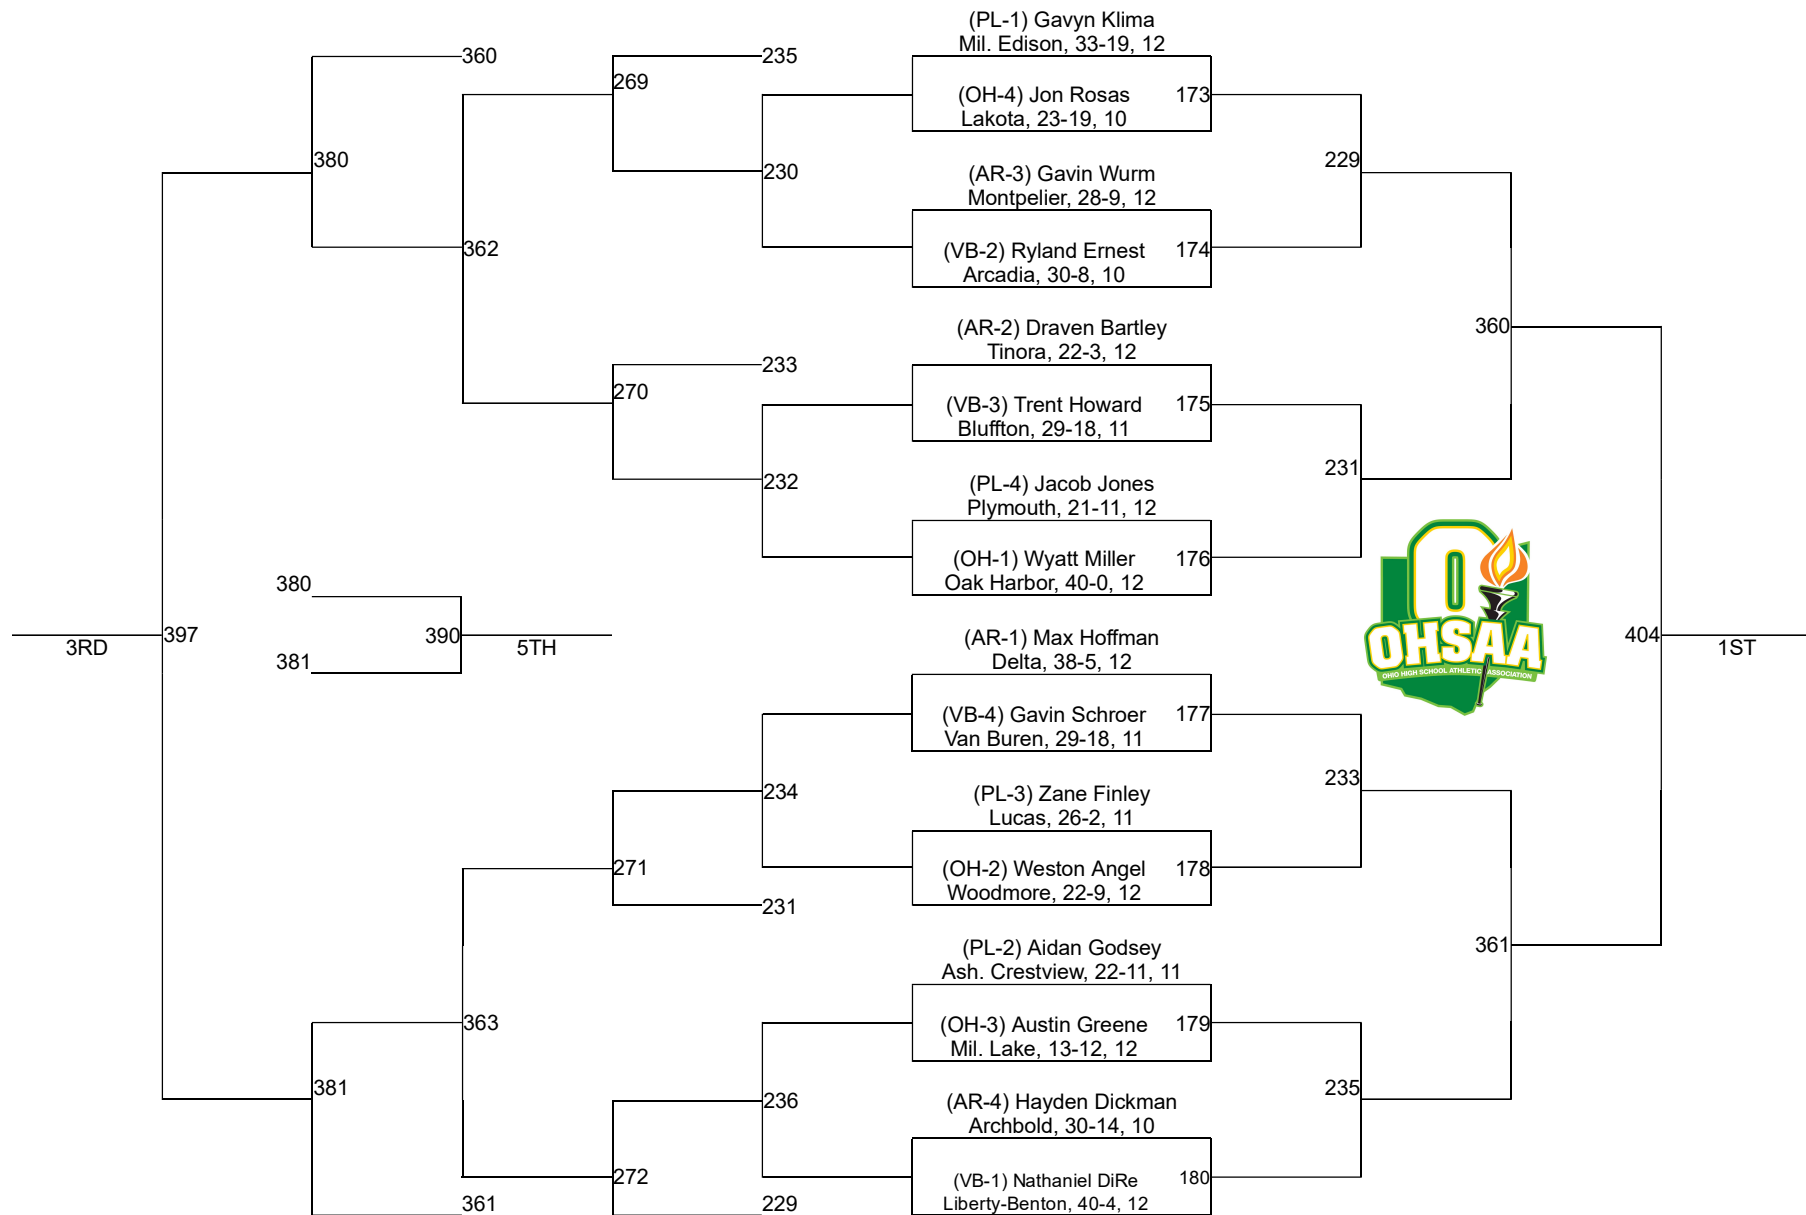 (PL-1) Gavyn Klima
Mil. Edison, 33-19, 12
360
235
269
(OH-4) Jon Rosas
173
Lakota, 23-19, 10
380
229
230
(AR-3) Gavin Wurm
Montpelier, 28-9, 12
362
(VB-2) Ryland Ernest
174
Arcadia, 30-8, 10
(AR-2) Draven Bartley
360
Tinora, 22-3, 12
233
270
(VB-3) Trent Howard
175
Bluffton, 29-18, 11
231
232
(PL-4) Jacob Jones
Plymouth, 21-11, 12
(OH-1) Wyatt Miller
176
Oak Harbor, 40-0, 12
380
OHSAA
OHIO HIGH SCHOOL ATHLETIC ASSOCIATION
397
3RD
390
5TH
(AR-1) Max Hoffman
404
1ST
381
Delta, 38-5, 12
(VB-4) Gavin Schroer
177
Van Buren, 29-18, 11
233
234
(PL-3) Zane Finley
Lucas, 26-2, 11
271
(OH-2) Weston Angel
178
Woodmore, 22-9, 12
231
(PL-2) Aidan Godsey
361
Ash. Crestview, 22-11, 11
363
(OH-3) Austin Greene
179
Mil. Lake, 13-12, 12
381
235
236
(AR-4) Hayden Dickman
Archbold, 30-14, 10
272
(VB-1) Nathaniel DiRe
180
361
229
Liberty-Benton, 40-4, 12